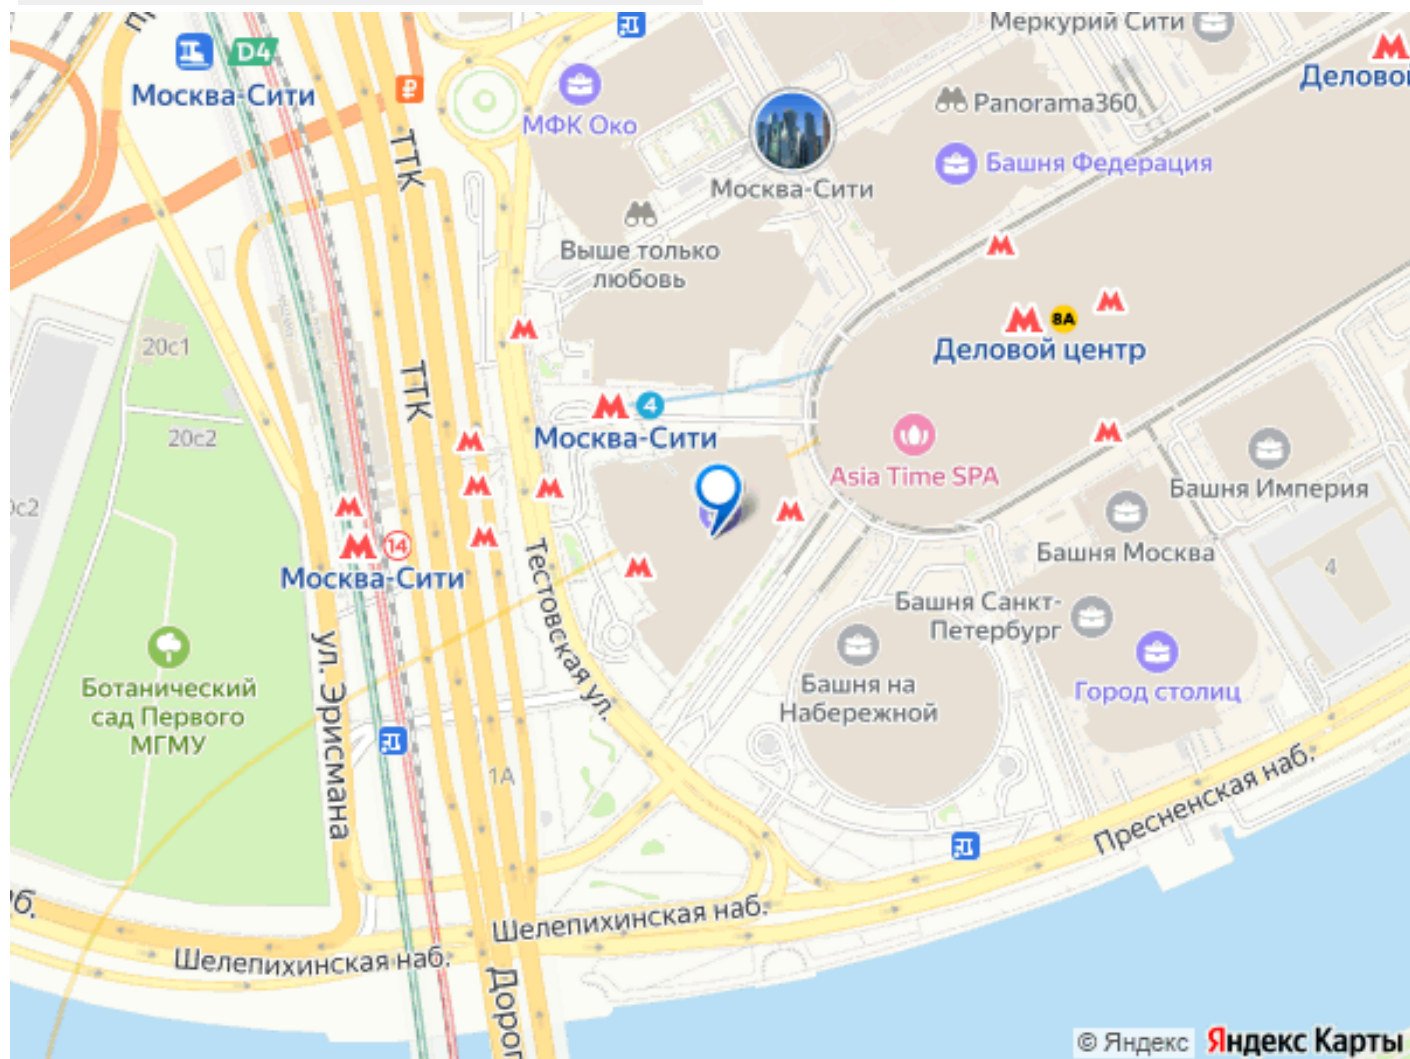 Меркурий Сити
D4
Москва-Сити
Деловой
₽
МФК Око
Panorama360
ТТК
Башня Федерация
Москва-Сити
Выше только
любовь
20с1
8А
Деловой центр
ТТК
4
Москва-Сити
20с2
Asia Time SPA
Башня Империя
с2
14
Москва-Сити
Башня Москва
4
Башня Санкт-
Петербург
Тестовская ул.
ул. Эрисмана
Ботанический
сад Первого
МГМУ
Башня на
Набережной
Город столиц
1А
Пресненская наб.
аб.
Шелепихинская наб.
Шелепихинская наб.
Дорог
© Яндекс Яндекс Карты